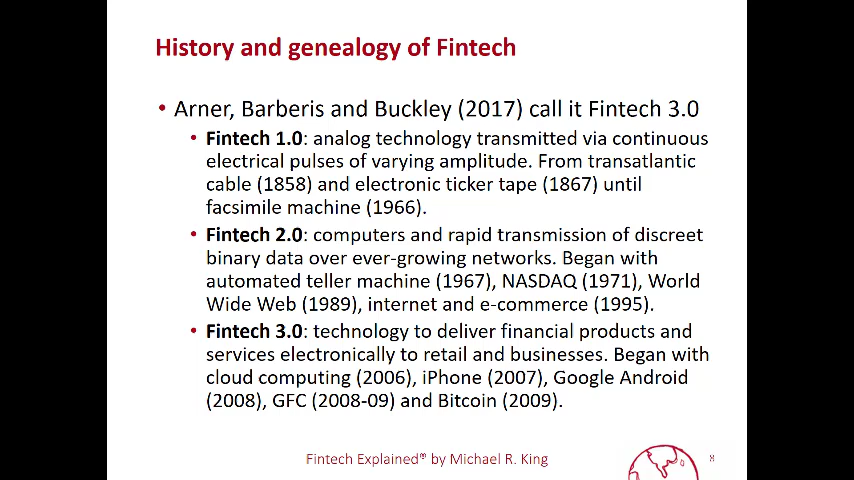 History and genealogy of Fintech
• Arner, Barberis and Buckley (2017) call it Fintech 3.0
• Fintech 1.0: analog technology transmitted via continuous
electrical pulses of varying amplitude. From transatlantic
cable (1858) and electronic ticker tape (1867) until
facsimile machine (1966).
• Fintech 2.0: computers and rapid transmission of discreet
binary data over ever-growing networks. Began with
automated teller machine (1967), NASDAQ (1971), World
Wide Web (1989), internet and e-commerce (1995).
• Fintech 3.0: technology to deliver financial products and
services electronically to retail and businesses. Began with
cloud computing (2006), iPhone (2007), Google Android
(2008), GFC (2008-09) and Bitcoin (2009).
Fintech Explained® by Michael R. King
8